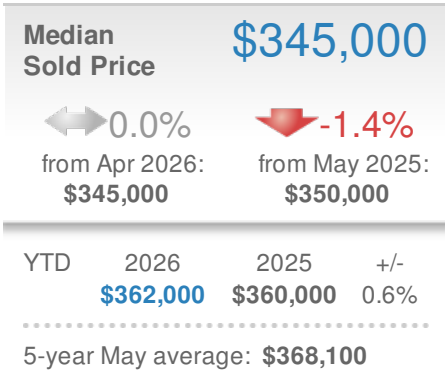 Median $345,000
Sold Price
0.0% -1.4%
from Apr 2026: from May 2025:
$345,000 $350,000
YTD 2026 2025 +/-
$362,000 $360,000 0.6%
5-year May average: $368,100